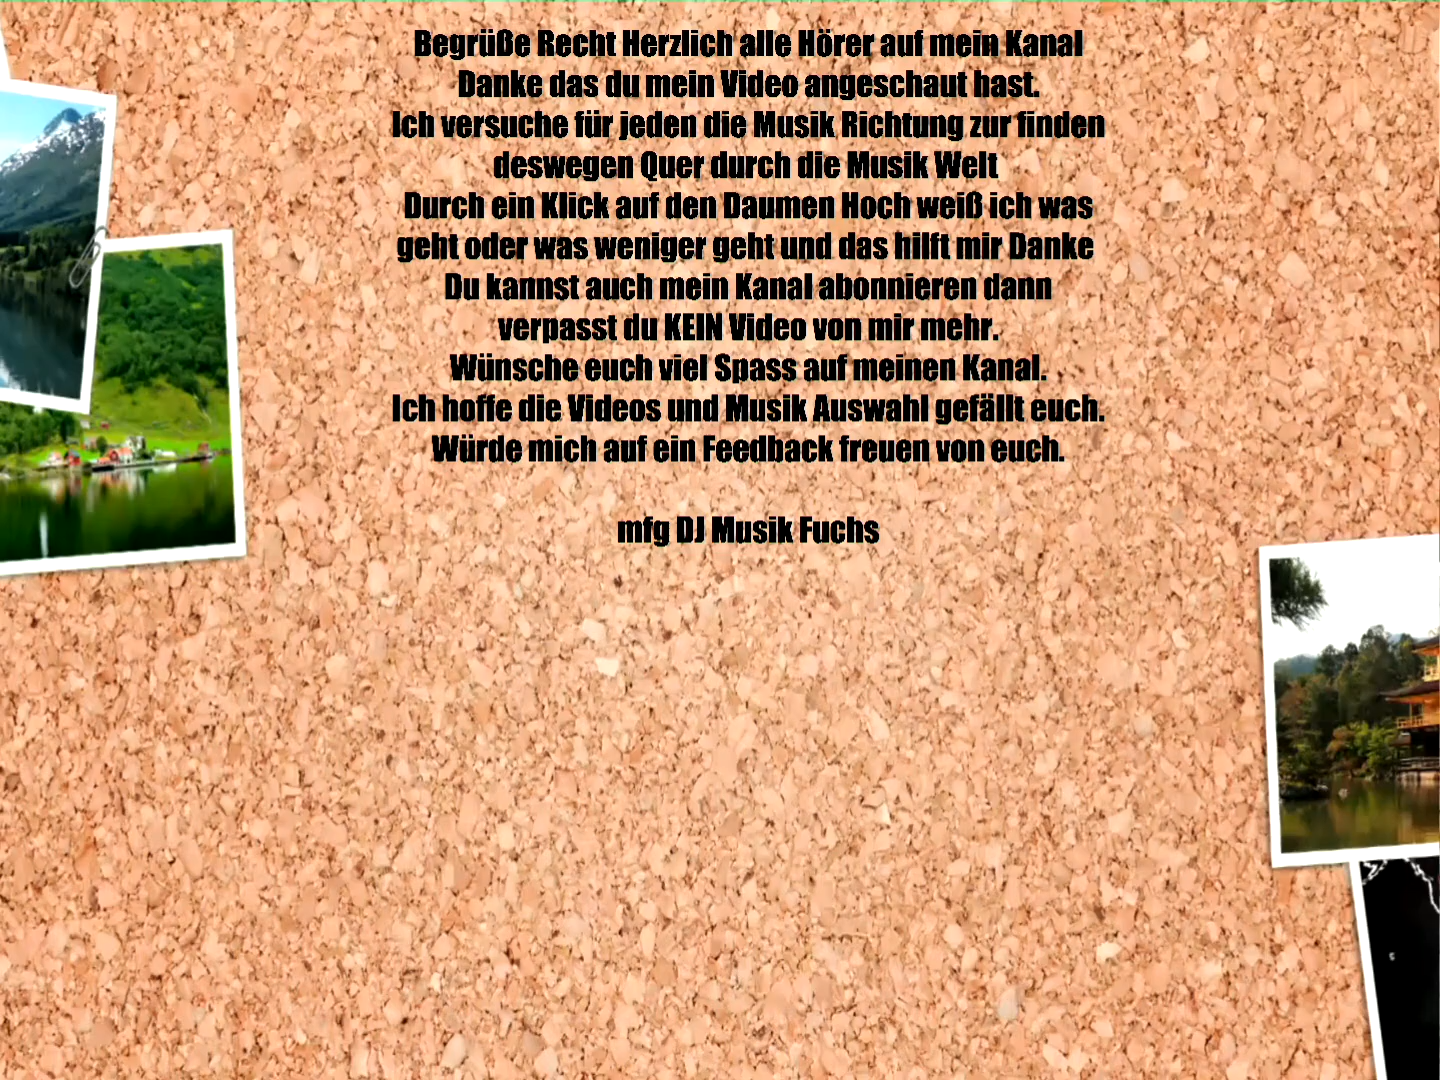 Begrüße Recht Herzlich alle Hörer auf mein Kanal
Danke das du mein Video angeschaut hast.
Ich versuche für jeden die Musik Richtung zur finden
deswegen Quer durch die Musik Welt
Durch ein Klick auf den Daumen Hoch weiß ich was
geht oder was weniger geht und das hilft mir Danke
Du kannst auch mein Kanal abonnieren dann
verpasst du KEIN Video von mir mehr.
Wünsche euch viel Spass auf meinen Kanal.
Ich hoffe die Videos und Musik Auswahl gefällt euch.
Würde mich auf ein Feedback freuen von euch.
mfg DJ Musik Fuchs